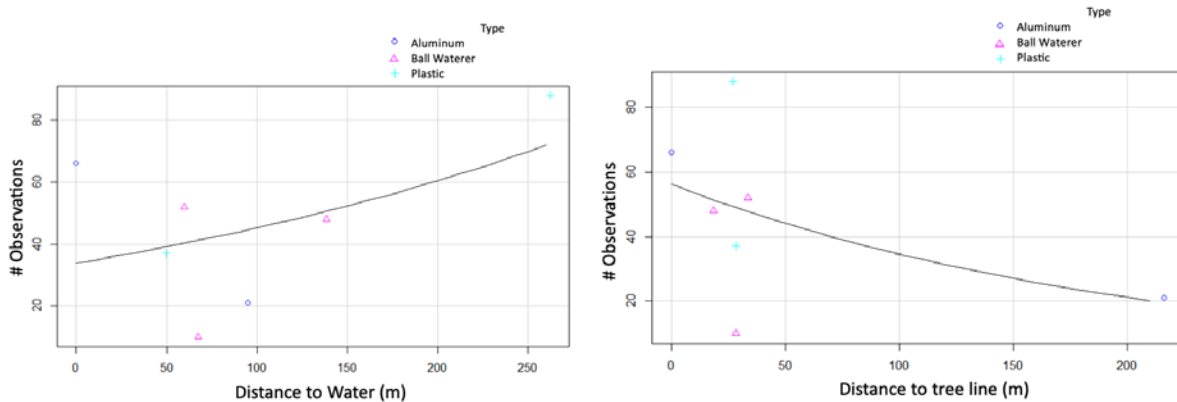 Type
Aluminum
Ball Waterer
Plastic
# Observations
80
60
40
20
0
50
100
150
200
250
Distance to Water (m)
Type
Aluminum
Ball Waterer
Plastic
# Observations
80
60
40
20
0
50
100
150
200
Distance to tree line (m)